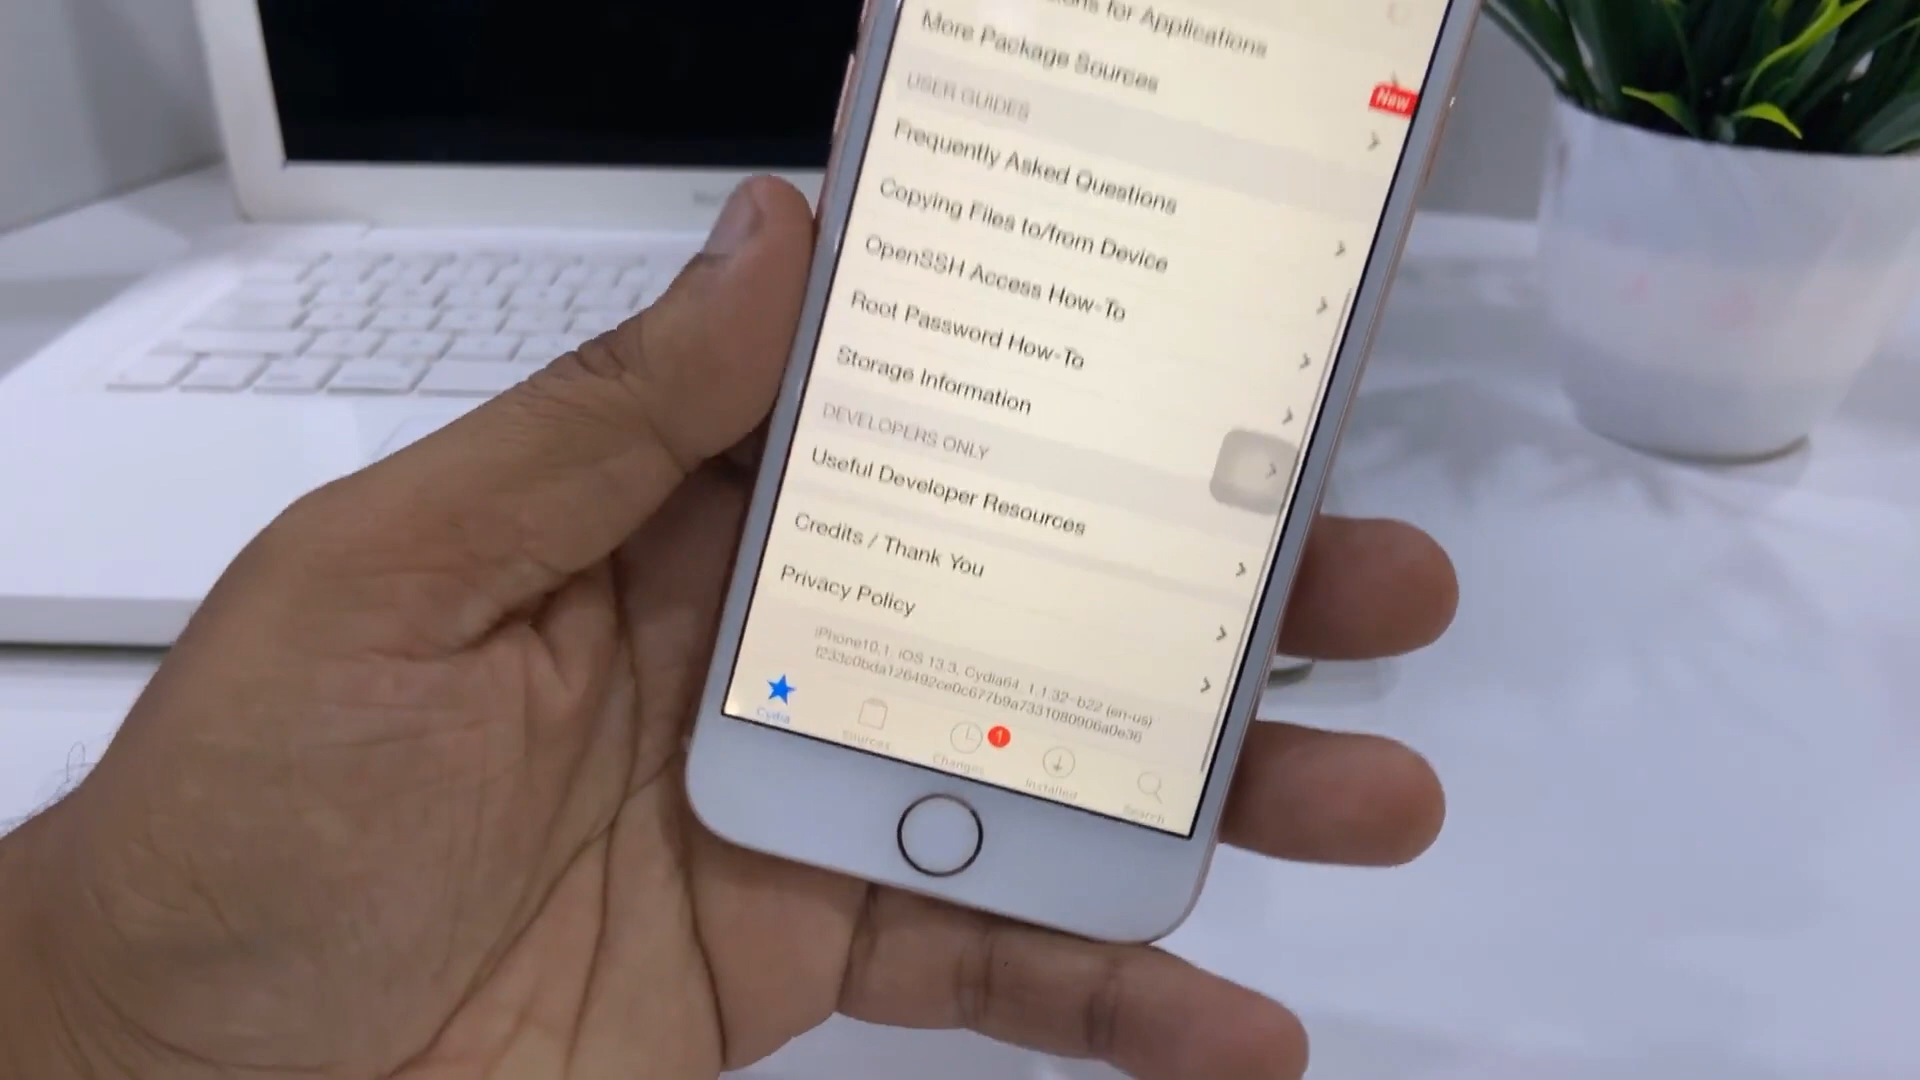 for Applications
More Package Sources
New
USER GUIDES
Frequently Asked Questions
Copying Files to/from Device
OpenSSH Access How-To
Root Password How-To
Storage Information
DEVELOPERS ONLY
Useful Developer Resources
Credits / Thank You
Privacy Policy
iPhone10,1, iOS 13.3, Cydia64_1.1.32~b22 (en-us)
Cydia
Sources
Changes
1
Installed
Search